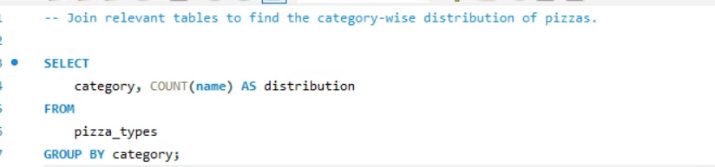 -- Join relevant tables to find the category-wise distribution of pizzas.
SELECT
category, COUNT(name) AS distribution
FROM
pizza_types
GROUP BY category;